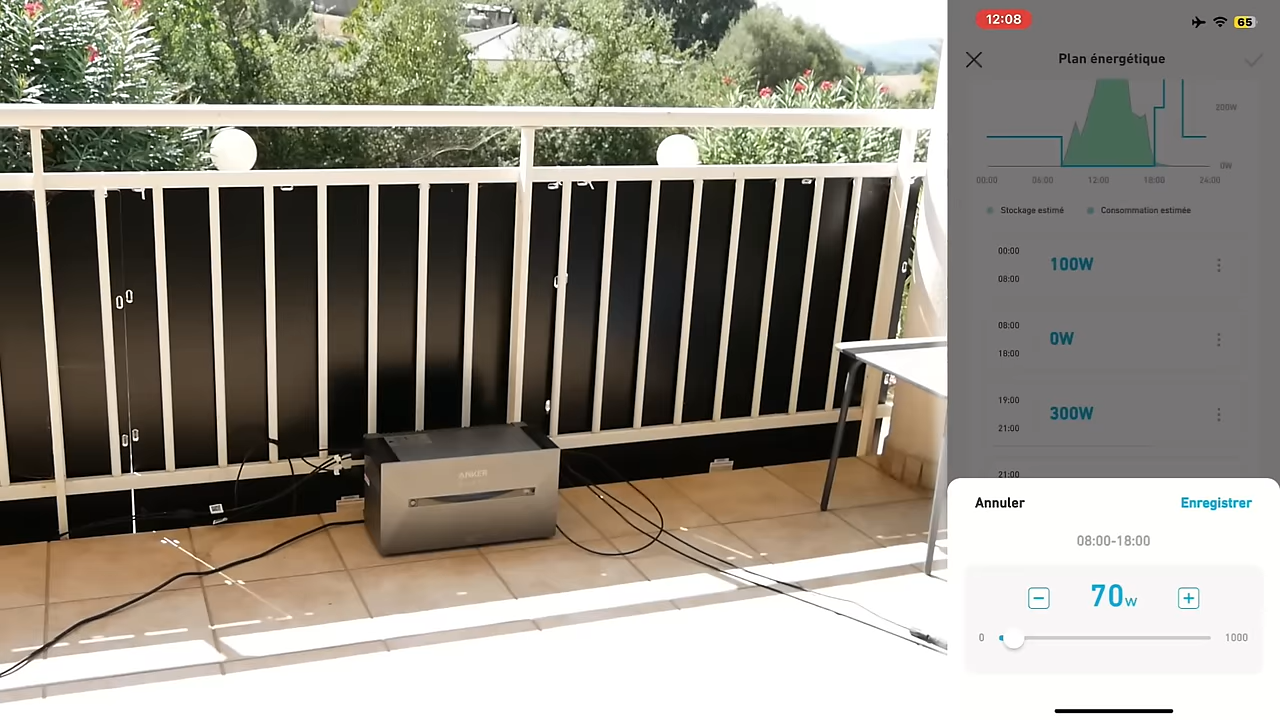 12:08
65
Plan énergétique
200W
0W
00:00 06:00 12:00 18:00 24:00
Stockage estimé Consommation estimée
00:00
100W
08:00
08:00
0W
18:00
19:00
300W
21:00
21:00
Annuler Enregistrer
08:00-18:00
70W
0 1000
ANKER